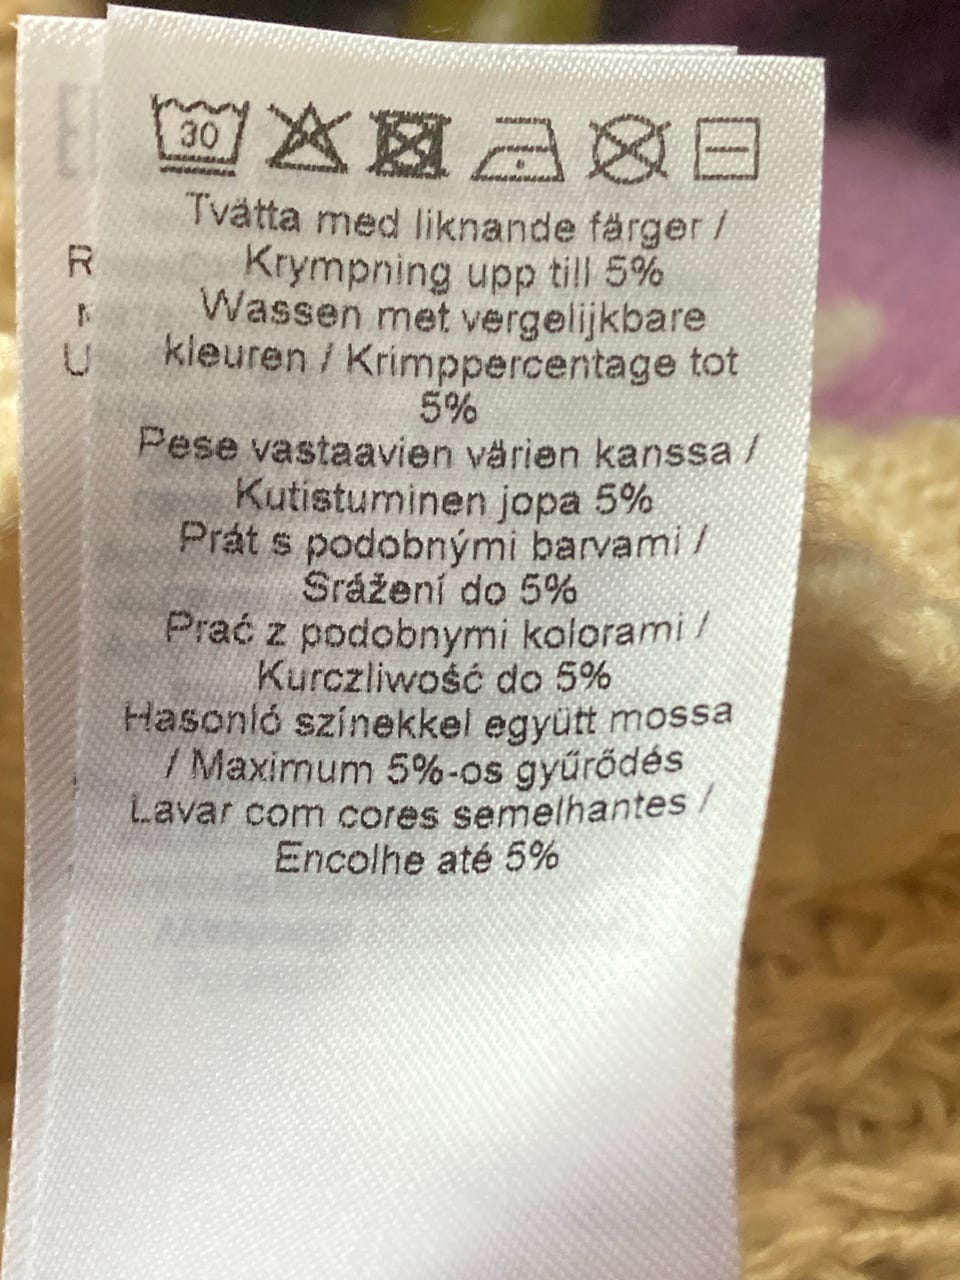 30
Tvätta med liknande färger /
Krympning upp till 5%
R
Wassen met vergelijkbare
kleuren / Krimppercentage tot
U
5%
Pese vastaavien värien kanssa /
Kutistuminen jopa 5%
Prát s podobnými barvami /
Srážení do 5%
Prać z podobnymi kolorami /
Kurczliwość do 5%
Hasonló színekkel együtt mossa
/ Maximum 5%-os gyűrődés
Lavar com cores semelhantes /
Encolhe até 5%